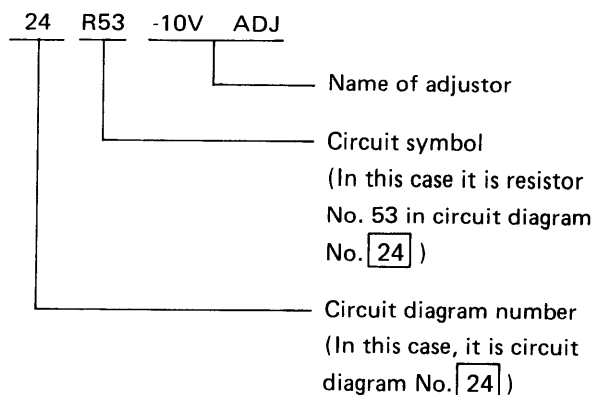 24 R53 -10V ADJ
Name of adjustor
Circuit symbol
(In this case it is resistor
No. 53 in circuit diagram
No. 24 )
Circuit diagram number
(In this case, it is circuit
diagram No. 24 )